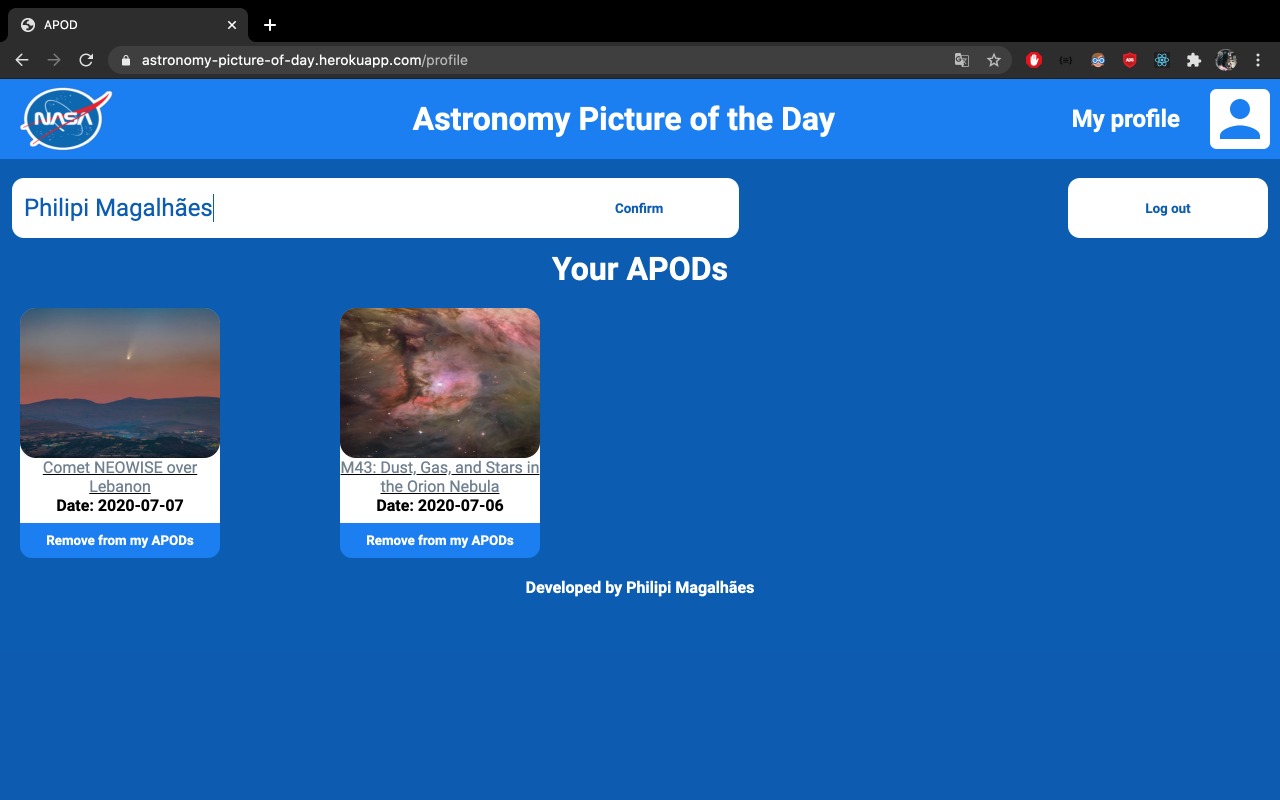 APOD
astronomy-picture-of-day.herokuapp.com/profile
NASA
Astronomy Picture of the Day
My profile
Philipi Magalhães
Confirm
Log out
Your APODs
Comet NEOWISE over
Lebanon
Date: 2020-07-07
Remove from my APODs
M43: Dust, Gas, and Stars in
the Orion Nebula
Date: 2020-07-06
Remove from my APODs
Developed by Philipi Magalhães